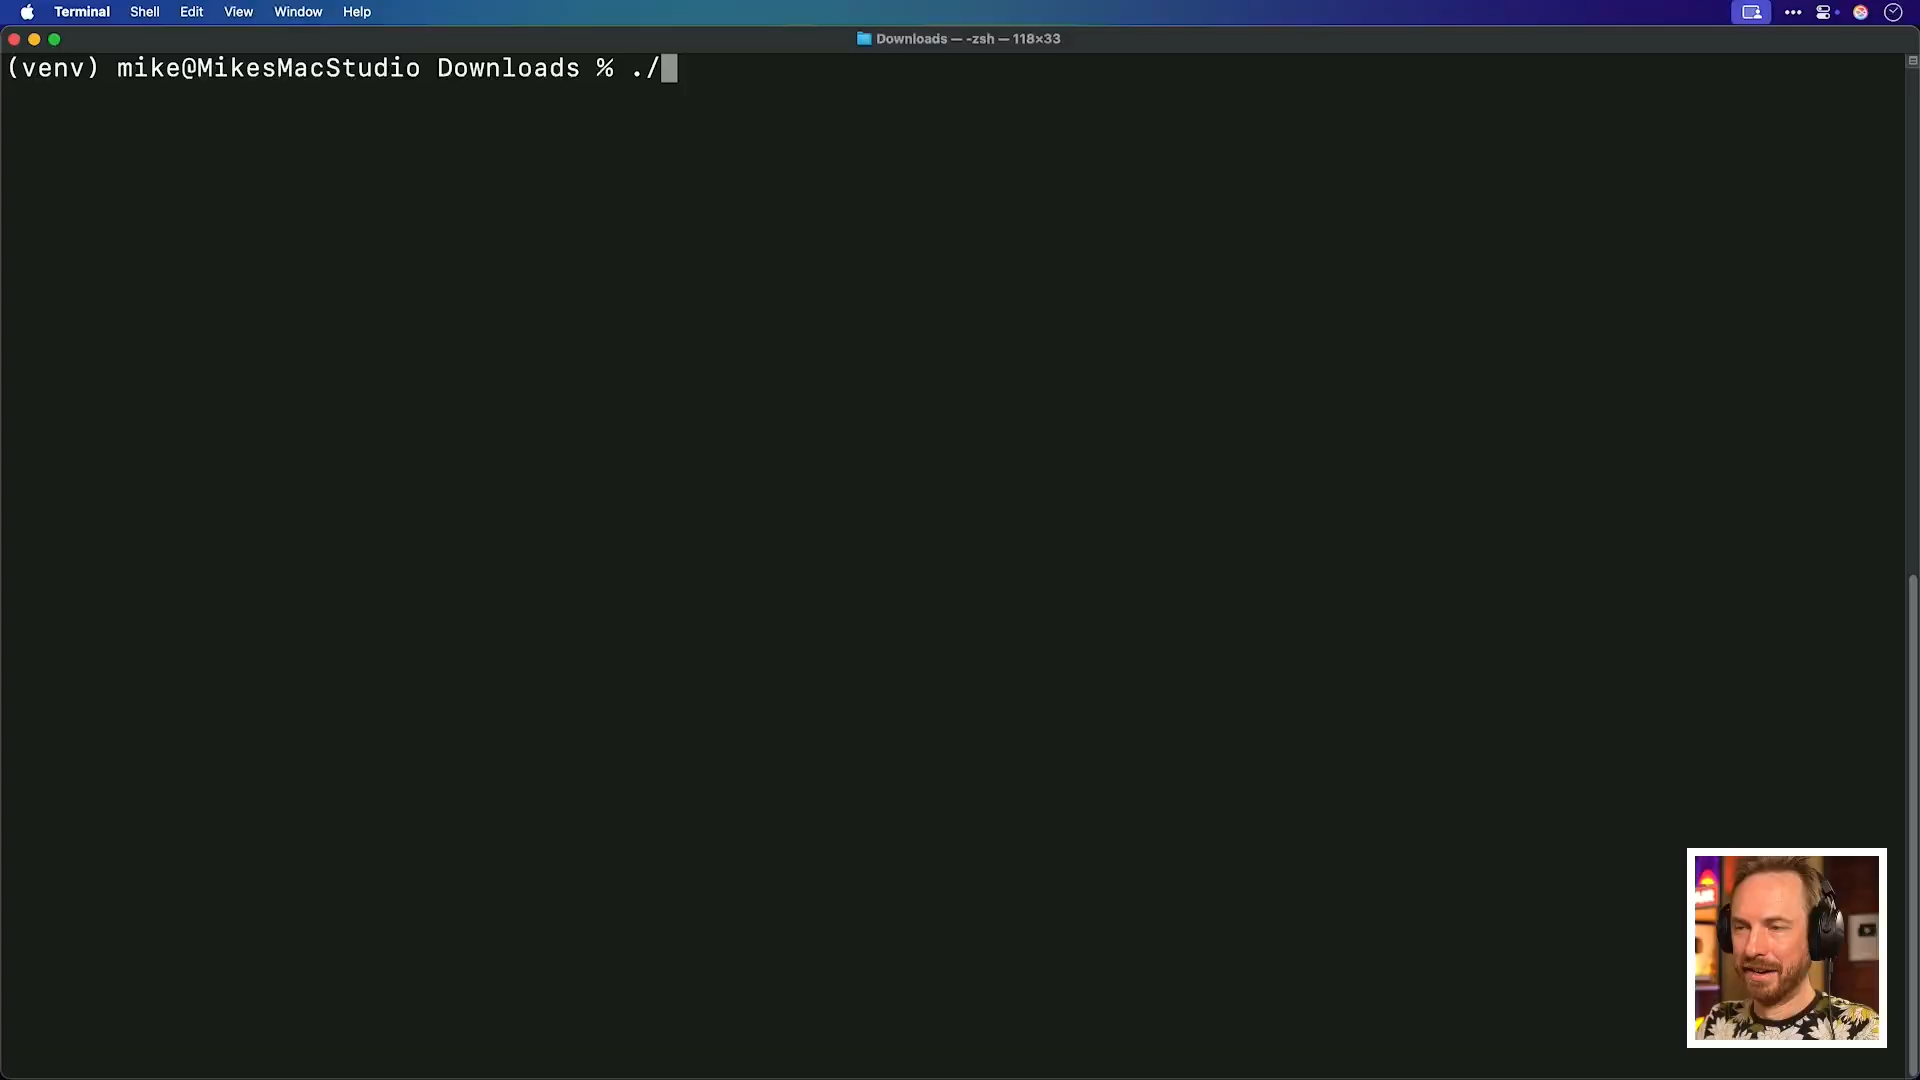 Terminal Shell Edit View Window Help
Downloads — -zsh — 118×33
(venv) mike@MikesMacStudio Downloads % ./